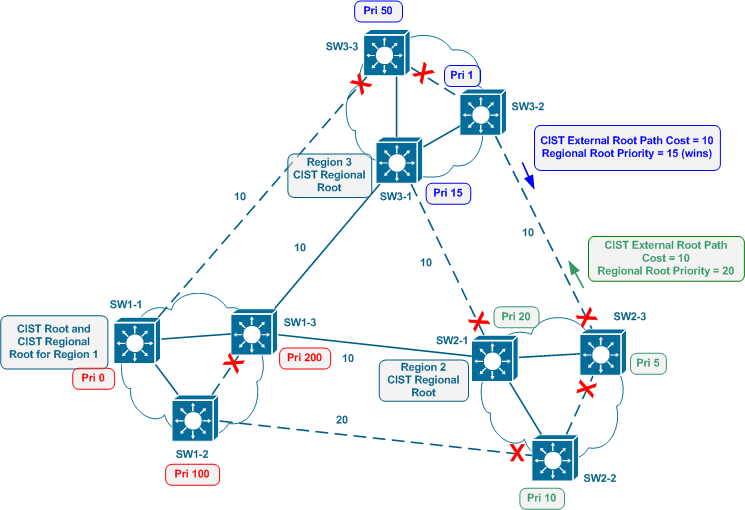 Pri 50
SW3-3
Pri 1
SW3-2
CIST External Root Path Cost = 10
Regional Root Priority = 15 (wins)
Region 3
CIST Regional
Root
SW3-1
Pri 15
10
10
10
10
CIST External Root Path
Cost = 10
Regional Root Priority = 20
SW1-1
SW1-3
SW2-3
Pri 20
SW2-1
CIST Root and
CIST Regional
Root for Region 1
Pri 0
Pri 200
10
Region 2
CIST Regional
Root
Pri 5
20
SW1-2
Pri 100
SW2-2
Pri 10